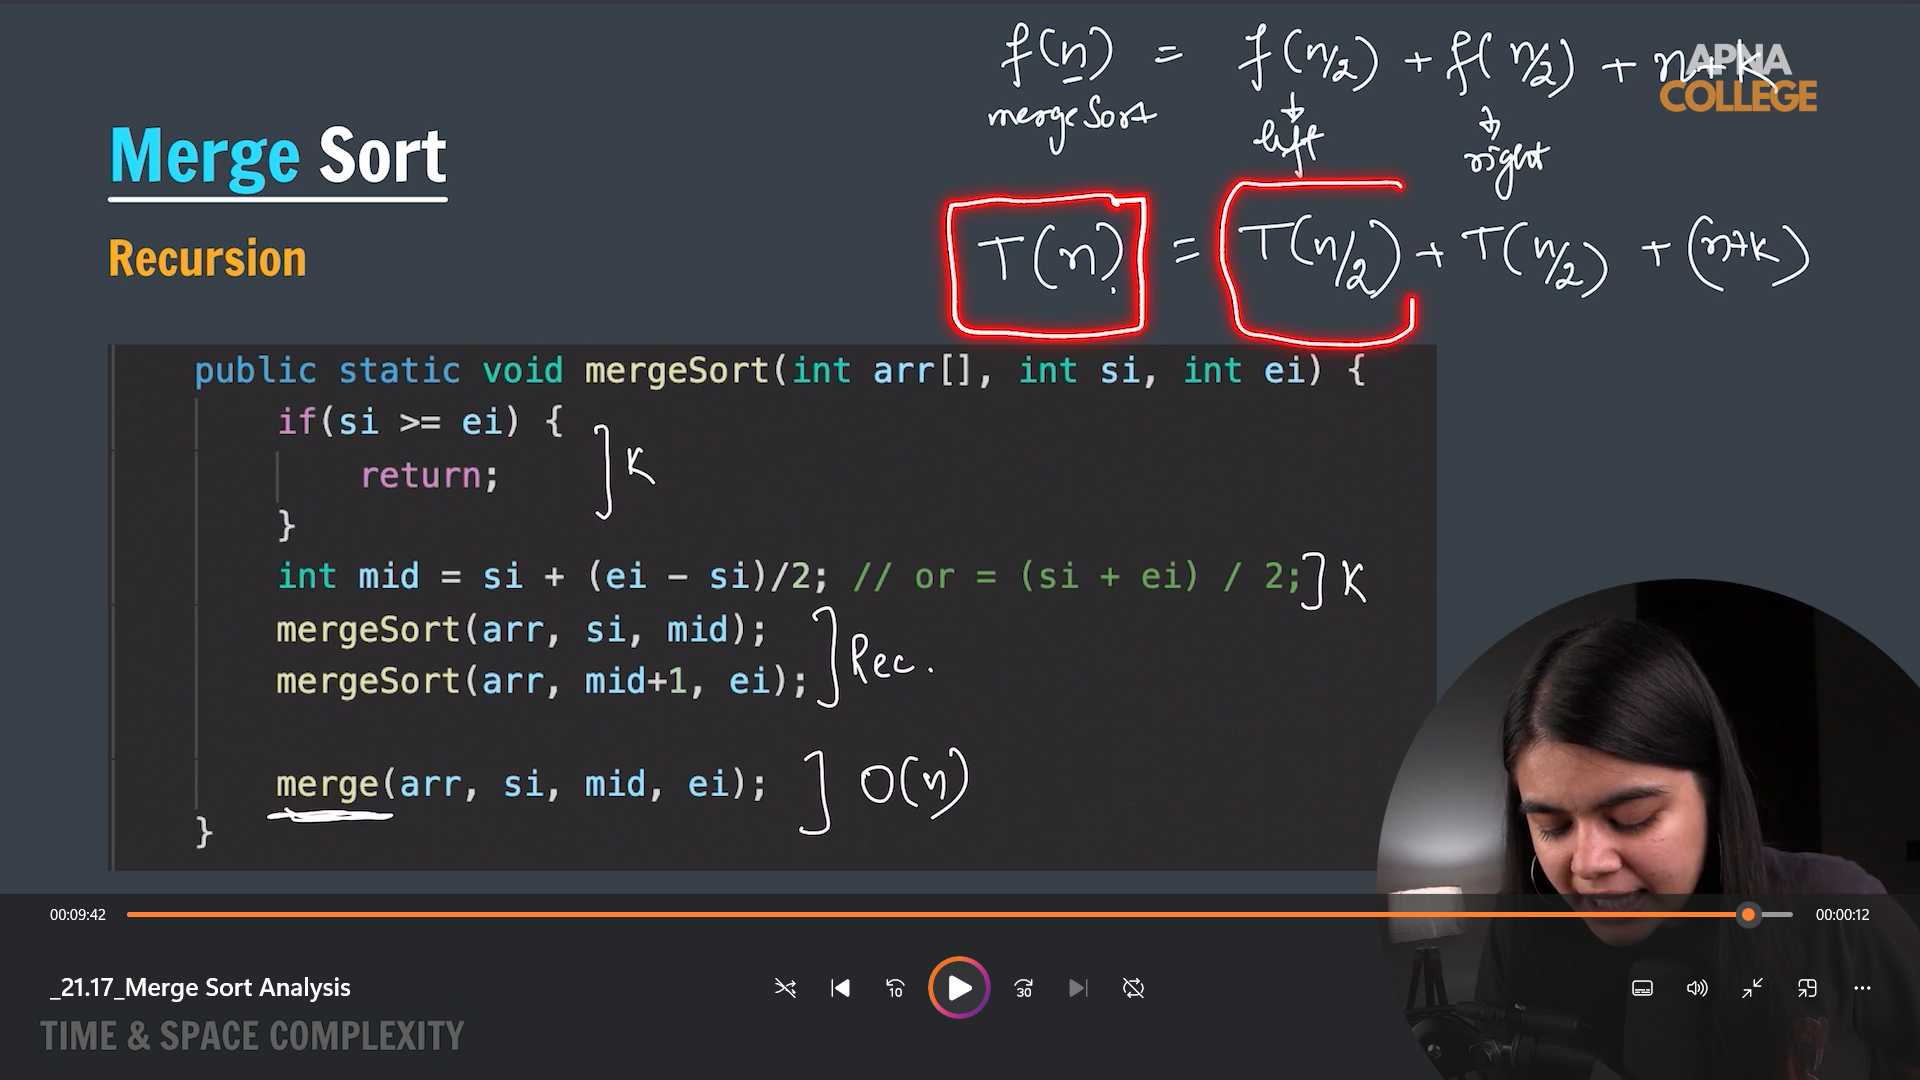 f(n) = f(n/2) + f(n/2) + n+k
APNA
COLLEGE
mergeSort
left
right
Merge Sort
T(n) = T(n/2) + T(n/2) + (n+k)
Recursion
public static void mergeSort(int arr[], int si, int ei) {
if(si >= ei) {
return;
K
}
int mid = si + (ei - si)/2; // or = (si + ei) / 2; K
mergeSort(arr, si, mid);
Rec.
mergeSort(arr, mid+1, ei);
merge(arr, si, mid, ei); O(n)
}
00:09:42
00:00:12
_21.17_Merge Sort Analysis
10
30
TIME & SPACE COMPLEXITY